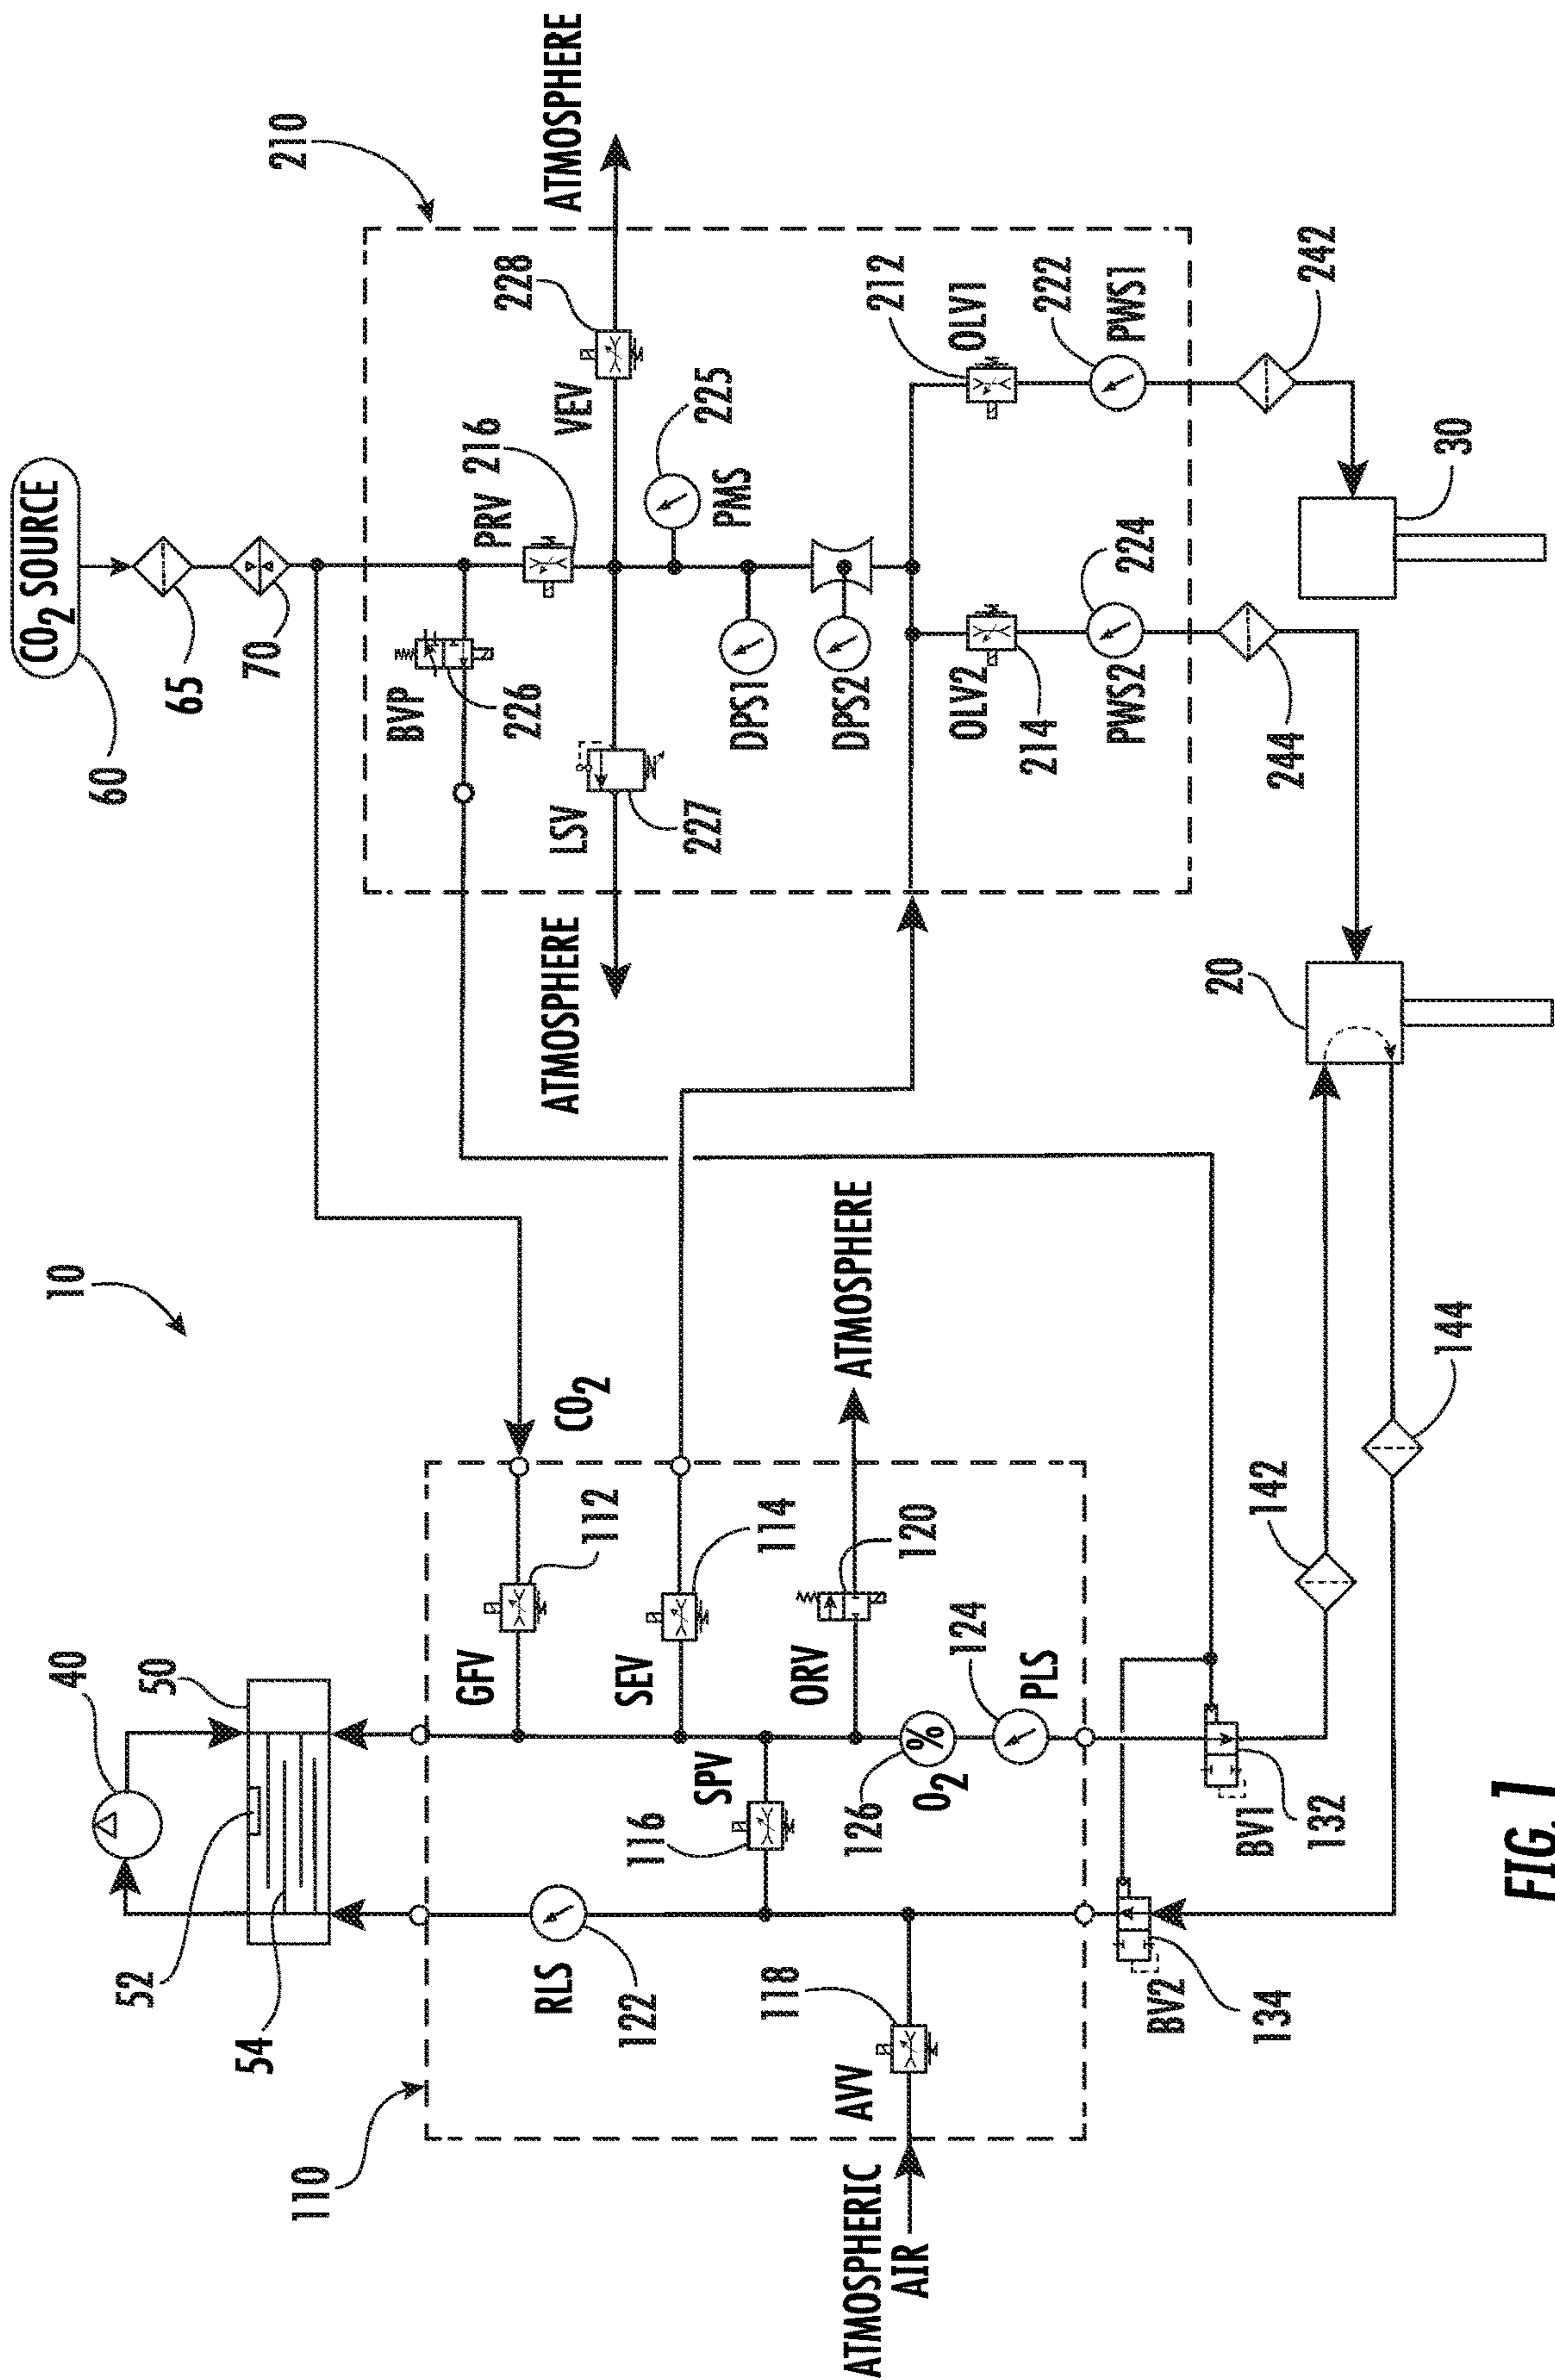 10
40
50
52
54
110
GFV
112
CO2
SEV
114
SPV
116
RLS
122
ORV
120
ATMOSPHERE
AVV
118
ATMOSPHERIC
AIR
126
O2
124
PLS
BV1
132
BV2
134
142
144
20
30
CO2 SOURCE
60
65
70
210
BVP
226
PRV
216
VEV
228
ATMOSPHERE
LSV
227
ATMOSPHERE
225
PMS
DPS1
DPS2
OLV1
212
OLV2
214
PWS1
222
PWS2
224
242
244
%
FIG. 1